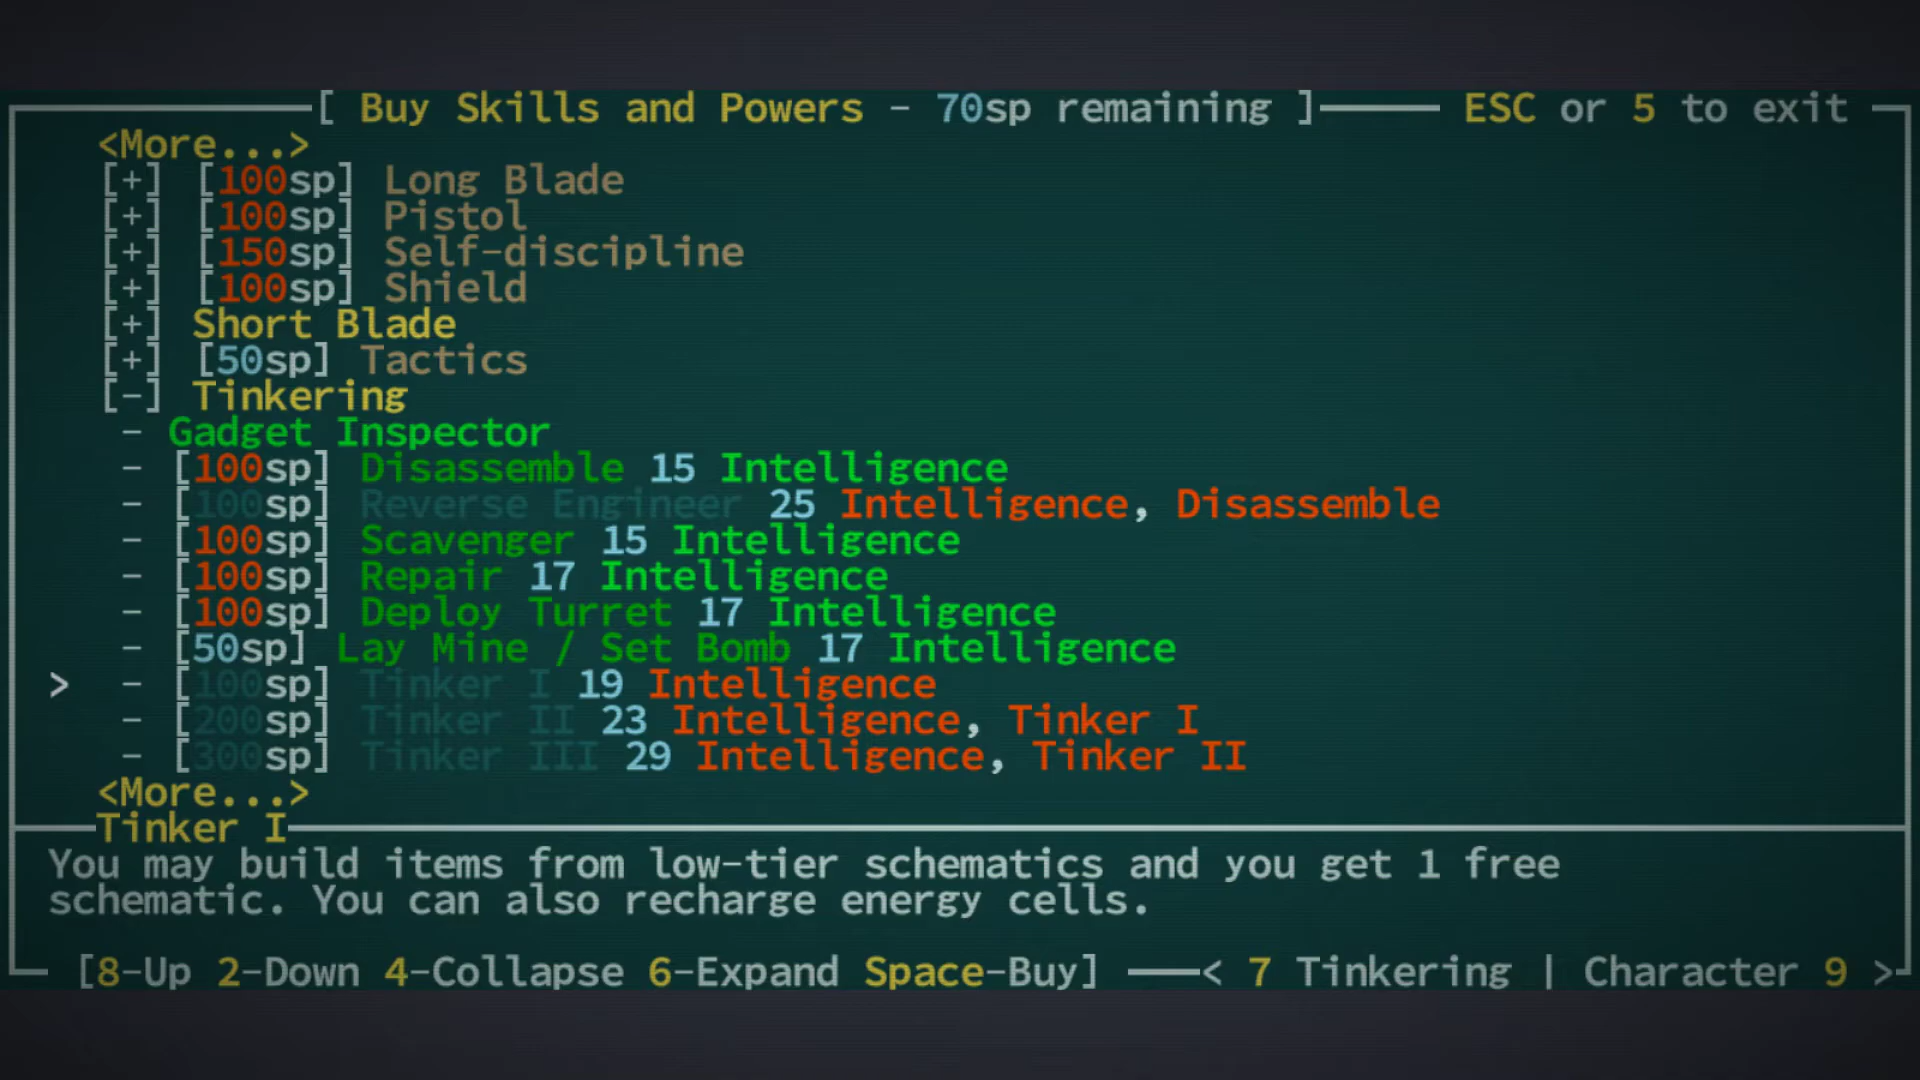 [ Buy Skills and Powers - 70sp remaining ] ESC or 5 to exit
<More...>
[+] [100sp] Long Blade
[+] [100sp] Pistol
[+] [150sp] Self-discipline
[+] [100sp] Shield
[+] Short Blade
[+] [50sp] Tactics
[-] Tinkering
- Gadget Inspector
- [100sp] Disassemble 15 Intelligence
- [100sp] Reverse Engineer 25 Intelligence, Disassemble
- [100sp] Scavenger 15 Intelligence
- [100sp] Repair 17 Intelligence
- [100sp] Deploy Turret 17 Intelligence
- [50sp] Lay Mine / Set Bomb 17 Intelligence
> - [100sp] Tinker I 19 Intelligence
- [200sp] Tinker II 23 Intelligence, Tinker I
- [300sp] Tinker III 29 Intelligence, Tinker II
<More...>
Tinker I
You may build items from low-tier schematics and you get 1 free
schematic. You can also recharge energy cells.
[8-Up 2-Down 4-Collapse 6-Expand Space-Buy] < 7 Tinkering | Character 9 >